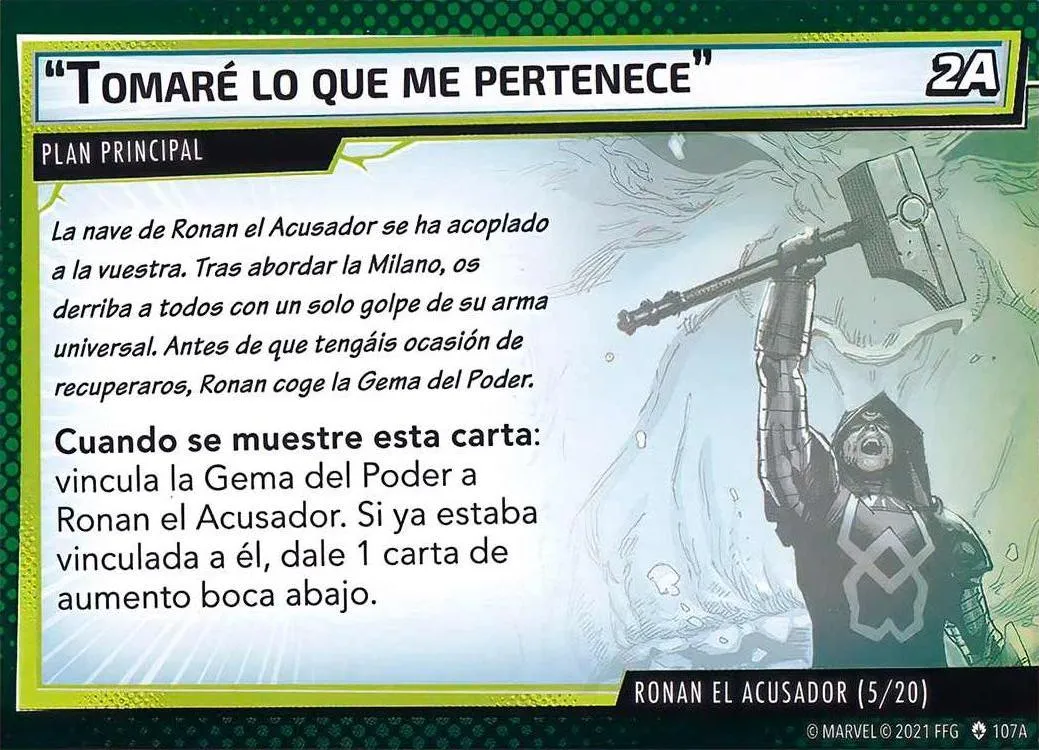 “TOMARÉ LO QUE ME PERTENECE”
2A
PLAN PRINCIPAL
La nave de Ronan el Acusador se ha acoplado
a la vuestra. Tras abordar la Milano, os
derriba a todos con un solo golpe de su arma
universal. Antes de que tengáis ocasión de
recuperaros, Ronan coge la Gema del Poder.
Cuando se muestre esta carta:
vincula la Gema del Poder a
Ronan el Acusador. Si ya estaba
vinculada a él, dale 1 carta de
aumento boca abajo.
RONAN EL ACUSADOR (5/20)
© MARVEL © 2021 FFG 107A